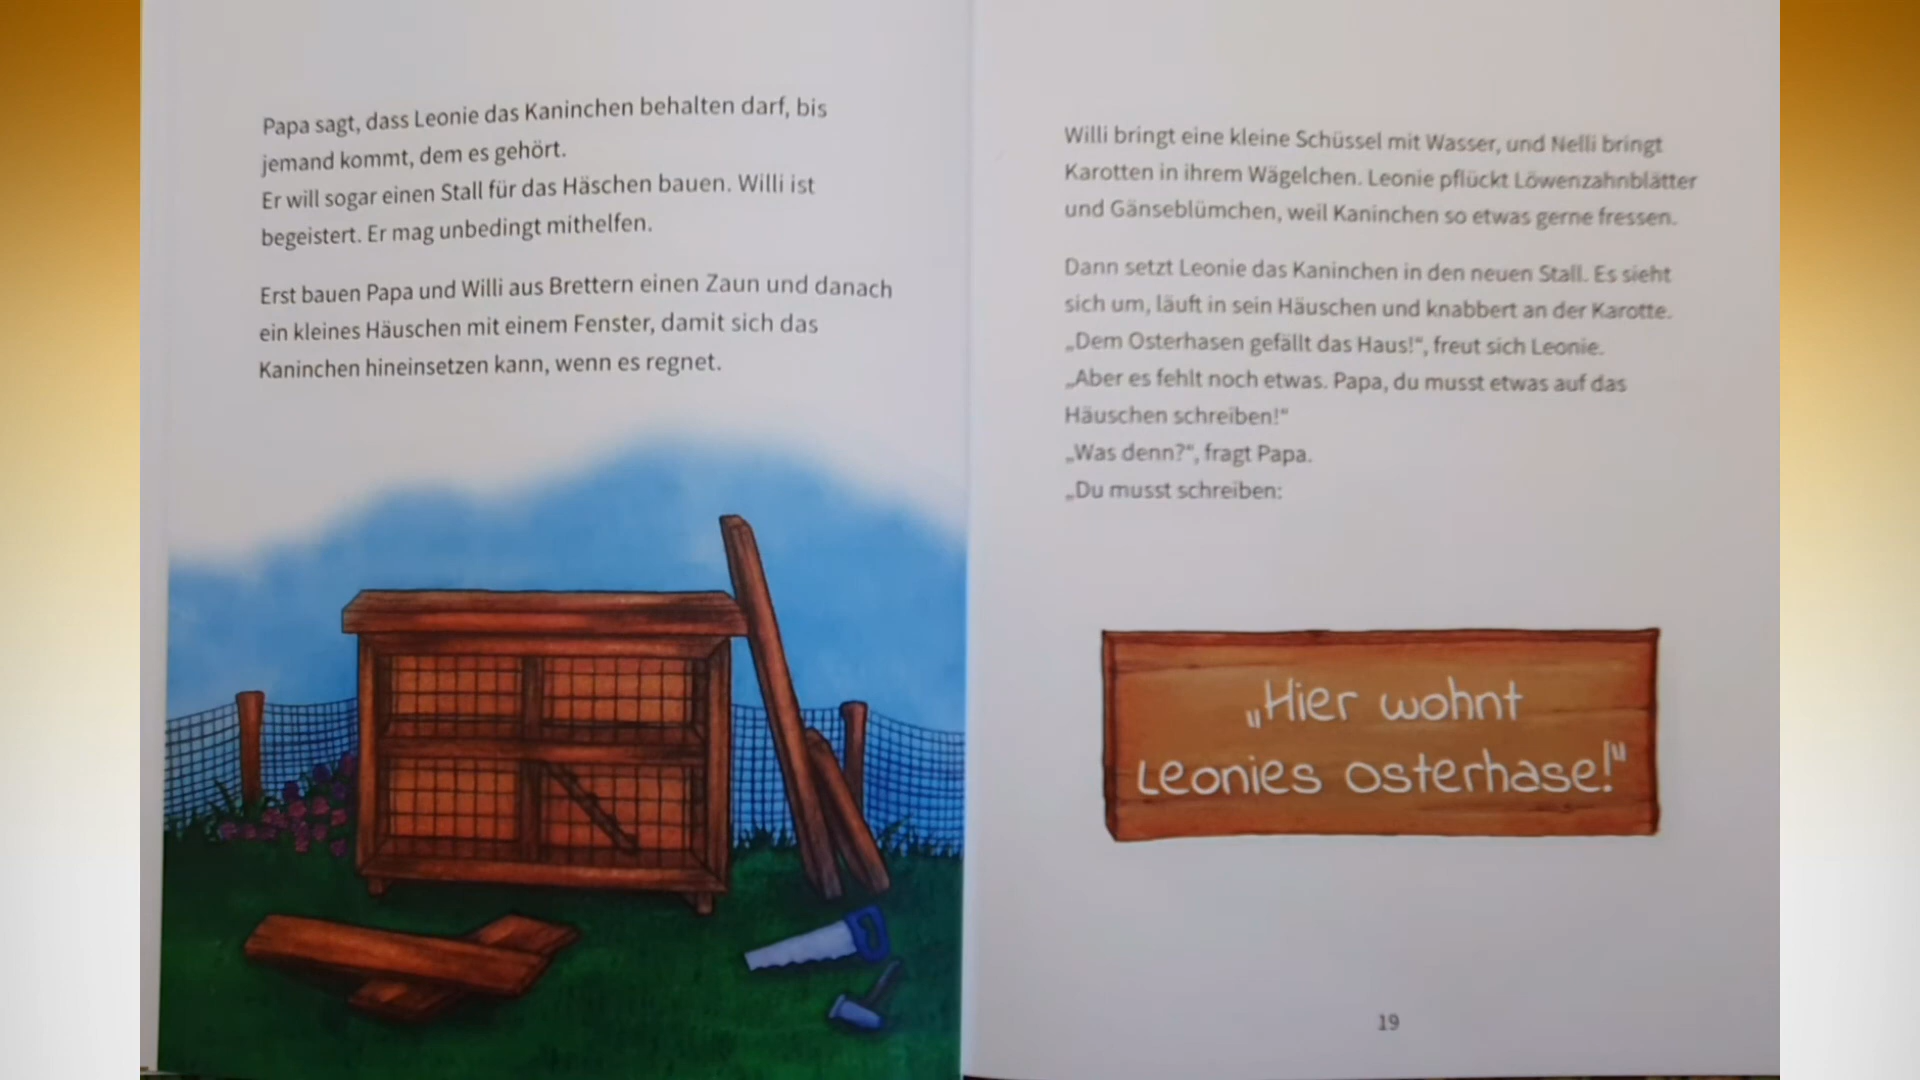 Papa sagt, dass Leonie das Kaninchen behalten darf, bis
jemand kommt, dem es gehört.
Er will sogar einen Stall für das Häschen bauen. Willi ist
begeistert. Er mag unbedingt mithelfen.
Erst bauen Papa und Willi aus Brettern einen Zaun und danach
ein kleines Häuschen mit einem Fenster, damit sich das
Kaninchen hineinsetzen kann, wenn es regnet.
Willi bringt eine kleine Schüssel mit Wasser, und Nelli bringt
Karotten in ihrem Wägelchen. Leonie pflückt Löwenzahnblätter
und Gänseblümchen, weil Kaninchen so etwas gerne fressen.
Dann setzt Leonie das Kaninchen in den neuen Stall. Es sieht
sich um, läuft in sein Häuschen und knabbert an der Karotte.
„Dem Osterhasen gefällt das Haus!“, freut sich Leonie.
„Aber es fehlt noch etwas. Papa, du musst etwas auf das
Häuschen schreiben!“
„Was denn?“, fragt Papa.
„Du musst schreiben:
„Hier wohnt
Leonies Osterhase!“
19